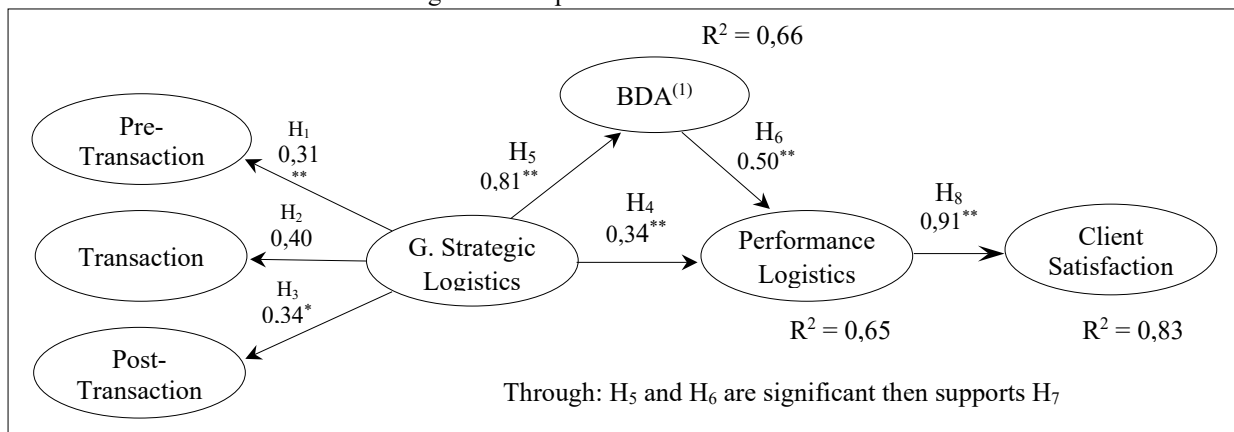 R² = 0,66
BDA⁽¹⁾
Pre-
Transaction
H₁
0,31
**
H₅
0,81**
H₆
0,50**
H₂
0,40
Transaction
G. Strategic
Logistics
H₄
0,34**
Performance
Logistics
H₈
0,91**
Client
Satisfaction
H₃
0,34*
Post-
Transaction
R² = 0,65
R² = 0,83
Through: H₅ and H₆ are significant then supports H₇